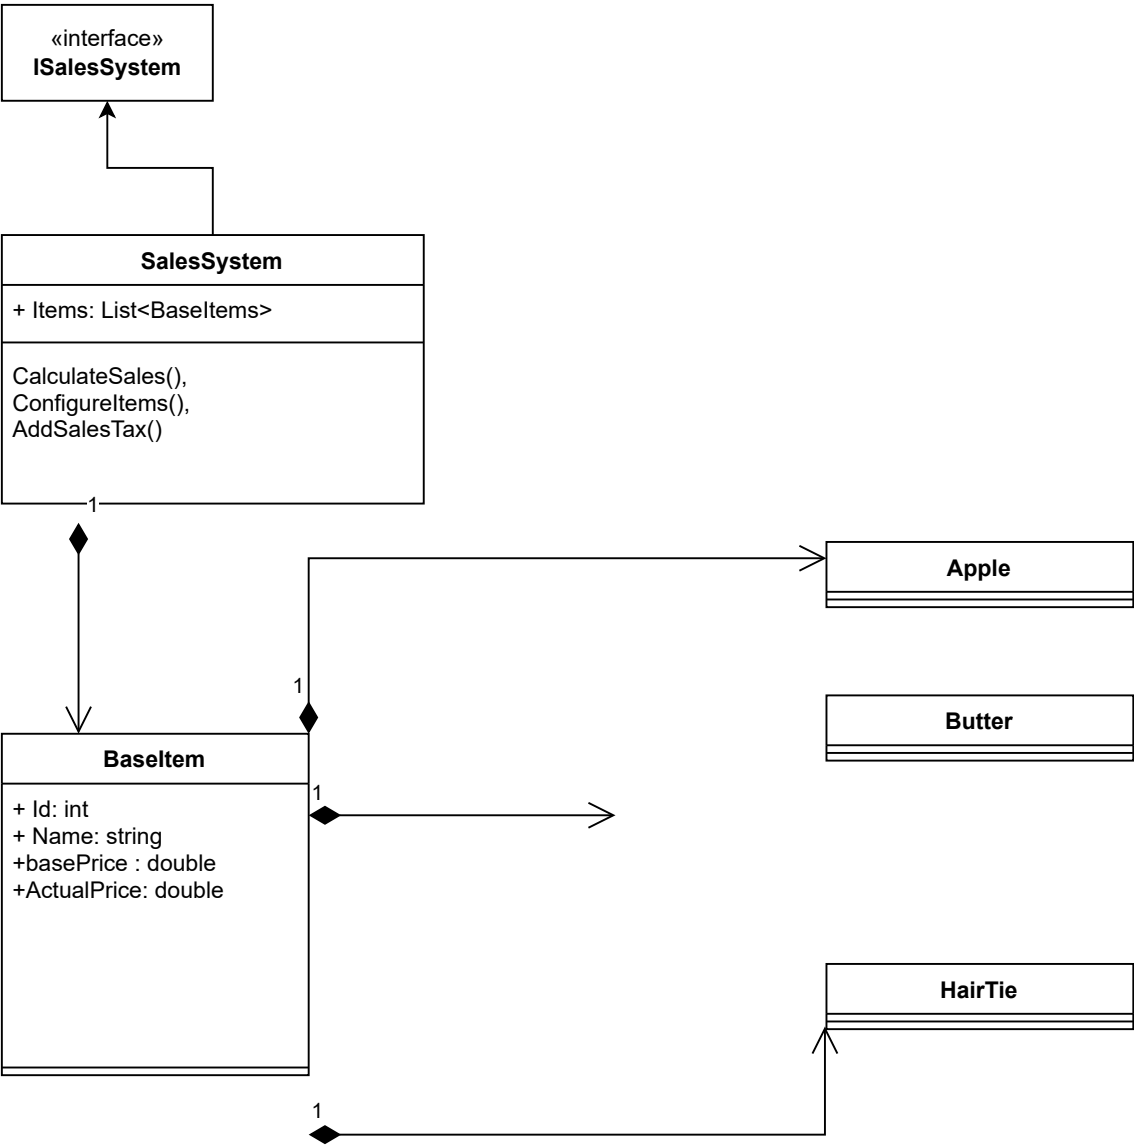 «interface»
ISalesSystem
SalesSystem
+ Items: List<BaseItems>
CalculateSales(),
ConfigureItems(),
AddSalesTax()
1
Apple
1
Butter
BaseItem
1
+ Id: int
+ Name: string
+basePrice : double
+ActualPrice: double
HairTie
1